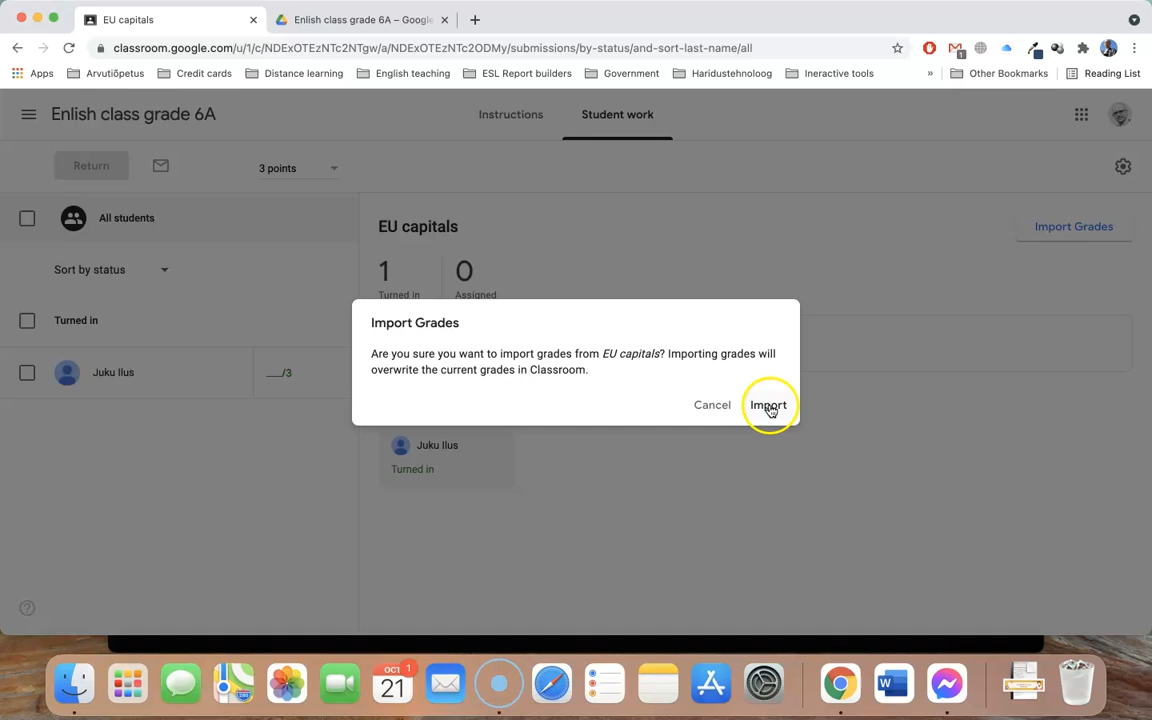 EU capitals
Enlish class grade 6A – Google
classroom.google.com/u/1/c/NDExOTEzNTc2NTgw/a/NDExOTEzNTc2ODMy/submissions/by-status/and-sort-last-name/all
1
Apps Arvutiõpetus Credit cards Distance learning English teaching ESL Report builders Government Haridustehnoloog Ineractive tools » Other Bookmarks Reading List
Enlish class grade 6A Instructions Student work
Return 3 points
All students EU capitals Import Grades
Sort by status 1 0
Turned in Assigned
Turned in
Juku Ilus __/3
Import Grades
Are you sure you want to import grades from EU capitals? Importing grades will
overwrite the current grades in Classroom.
Cancel Import
Juku Ilus
Turned in
OCT 1
21
W